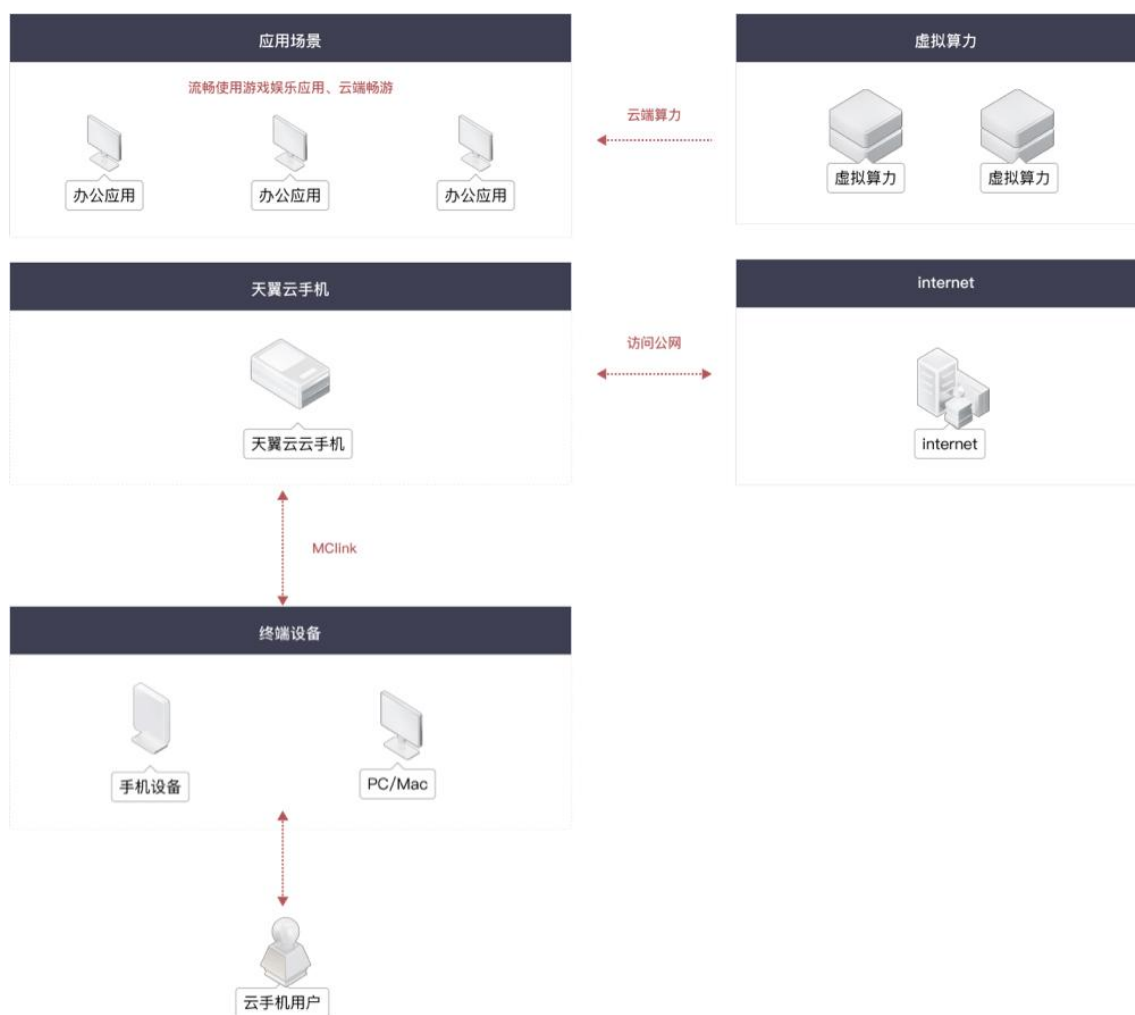 应用场景
流畅使用游戏娱乐应用、云端畅游
办公应用
办公应用
办公应用
云端算力
虚拟算力
虚拟算力
虚拟算力
天翼云手机
天翼云云手机
访问公网
internet
internet
MClink
终端设备
手机设备
PC/Mac
云手机用户